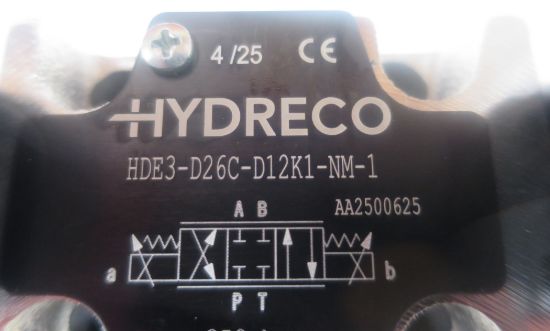 4 /25 CE
HYDRECO
HDE3-D26C-D12K1-NM-1
A B
AA2500625
a b
P T